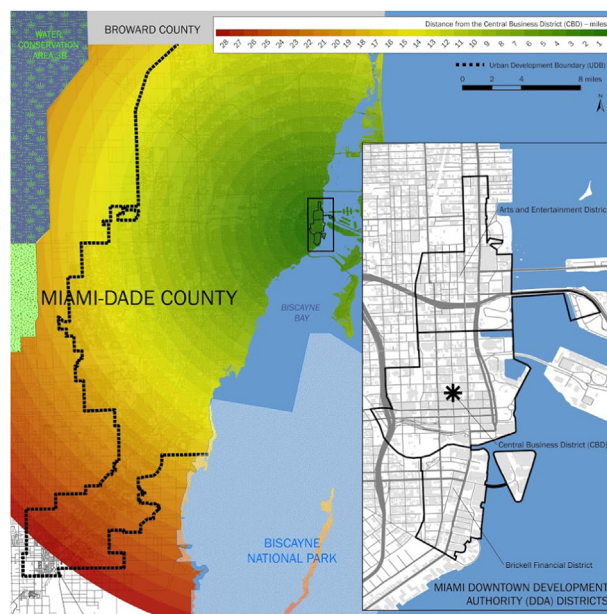 BROWARD COUNTY
Distance from the Central Business District (CBD) – miles
28 27 26 25 24 23 22 21 20 19 18 17 16 15 14 13 12 11 10 9 8 7 6 5 4 3 2 1
Urban Development Boundary (UDB)
0 2 4 8 miles
N
WATER
CONSERVATION
AREA 3B
MIAMI-DADE COUNTY
BISCAYNE
BAY
BISCAYNE
NATIONAL PARK
Arts and Entertainment District
Central Business District (CBD)
Brickell Financial District
MIAMI DOWNTOWN DEVELOPMENT
AUTHORITY (DDA) DISTRICTS